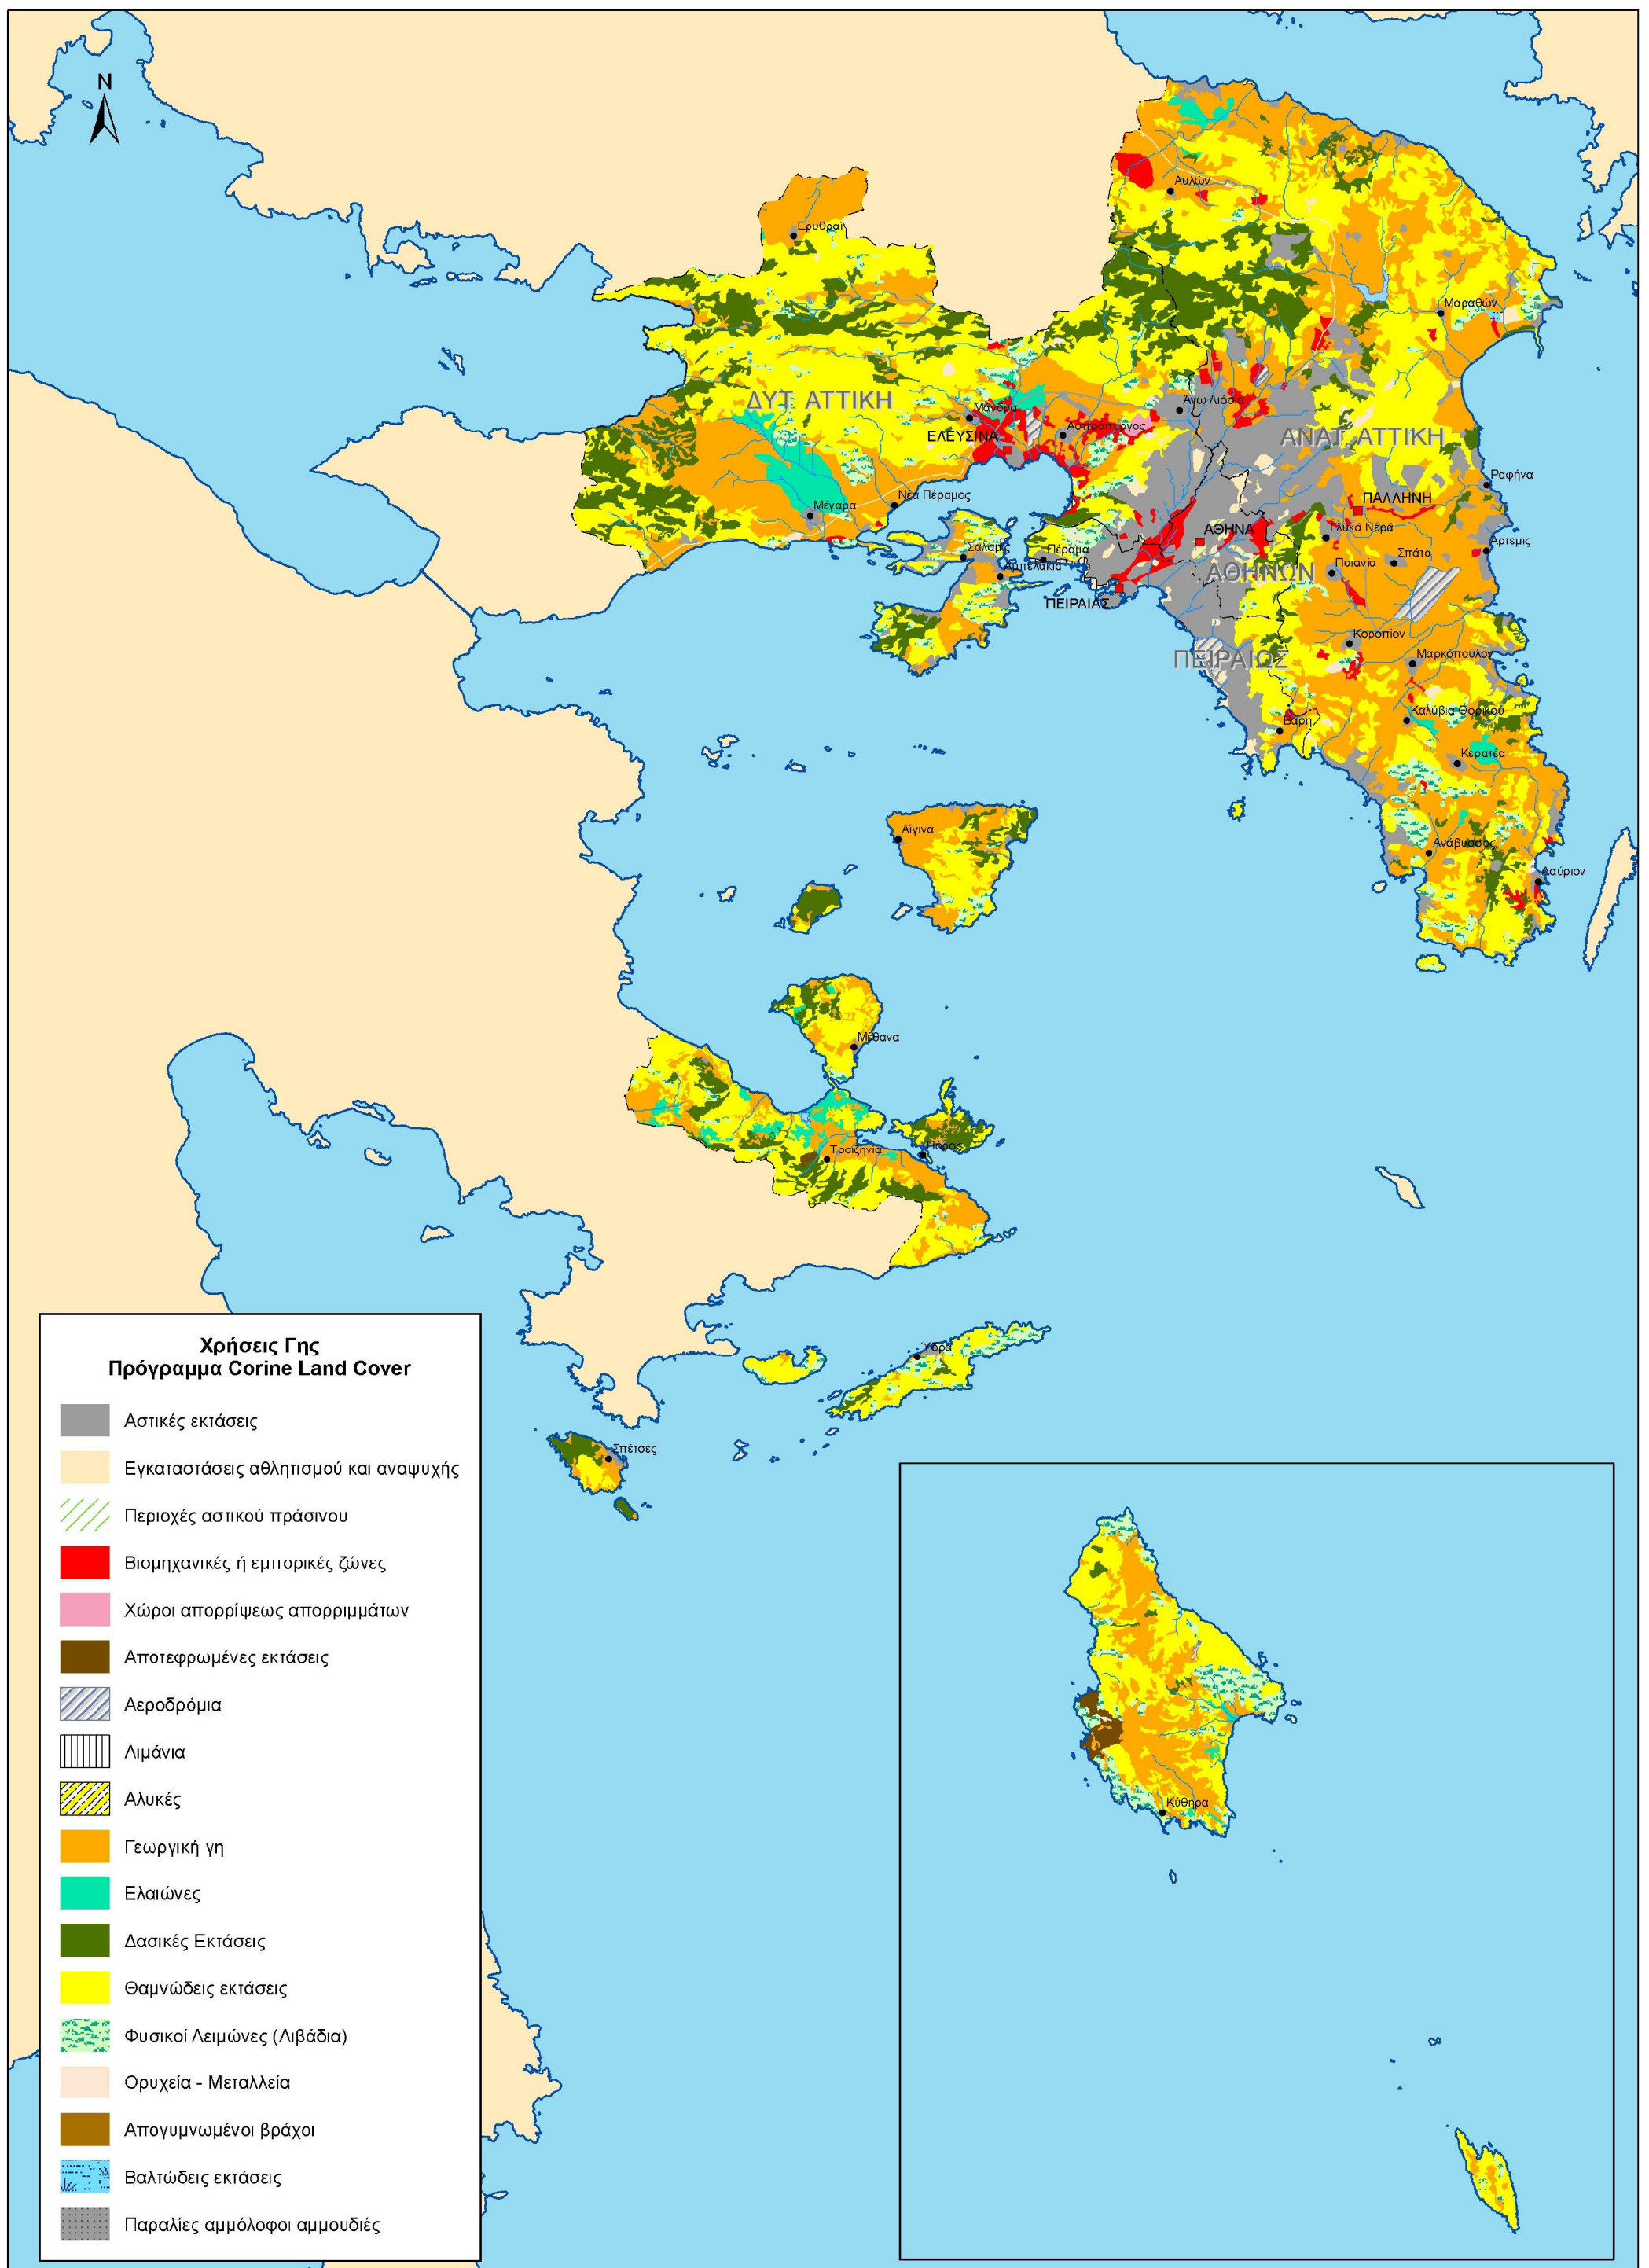 N
Αυλών
Ερυθραί
Μαραθών
ΔΥΤ. ΑΤΤΙΚΗ
Μάνδρα
Άνω Λιόσια
Ασπρόπυργος
ΕΛΕΥΣΙΝΑ
ΑΝΑΤ. ΑΤΤΙΚΗ
Ραφήνα
ΠΑΛΛΗΝΗ
Νέα Πέραμος
Μέγαρα
Γλυκά Νερά
ΑΘΗΝΑ
Άρτεμις
Σπάτα
Σαλαμίς
Πέραμα
Αμπελάκια
ΑΘΗΝΩΝ
Παιανία
ΠΕΙΡΑΙΑΣ
Κορωπίον
ΠΕΙΡΑΙΩΣ
Μαρκόπουλον
Καλύβια Θορικού
Βάρη
Κερατέα
Αίγινα
Ανάβυσσος
Λαύριον
Μέθανα
Πόρος
Τροιζηνία
Ύδρα
Σπέτσες
Κύθηρα
Χρήσεις Γης
Πρόγραμμα Corine Land Cover
Αστικές εκτάσεις
Εγκαταστάσεις αθλητισμού και αναψυχής
Περιοχές αστικού πράσινου
Βιομηχανικές ή εμπορικές ζώνες
Χώροι απορρίψεως απορριμμάτων
Αποτεφρωμένες εκτάσεις
Αεροδρόμια
Λιμάνια
Αλυκές
Γεωργική γη
Ελαιώνες
Δασικές Εκτάσεις
Θαμνώδεις εκτάσεις
Φυσικοί Λειμώνες (Λιβάδια)
Ορυχεία - Μεταλλεία
Απογυμνωμένοι βράχοι
Βαλτώδεις εκτάσεις
Παραλίες αμμόλοφοι αμμουδιές